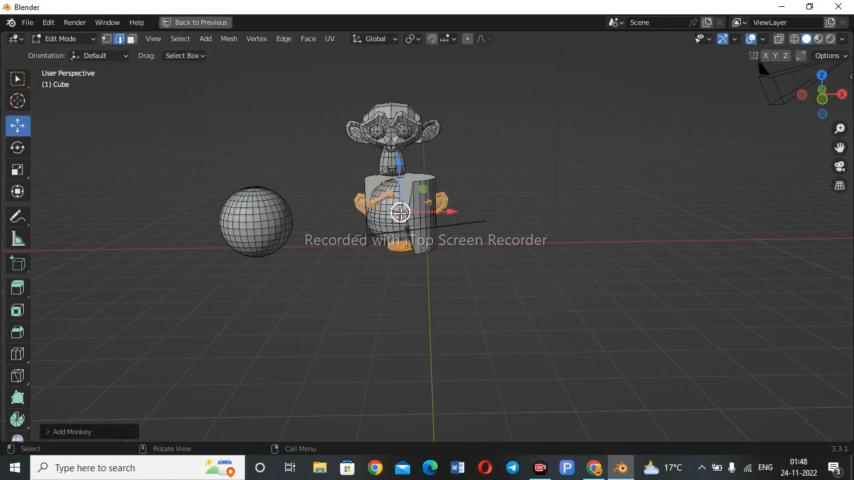 Blender
File Edit Render Window Help Back to Previous Scene ViewLayer
Edit Mode View Select Add Mesh Vertex Edge Face UV Global
Orientation: Default Drag: Select Box X Y Z Options
User Perspective
(1) Cube
Z
X
Recorded with iTop Screen Recorder
Add Monkey
Select Rotate View Call Menu 3.3.1
Type here to search 17°C ENG 01:48
24-11-2022 3